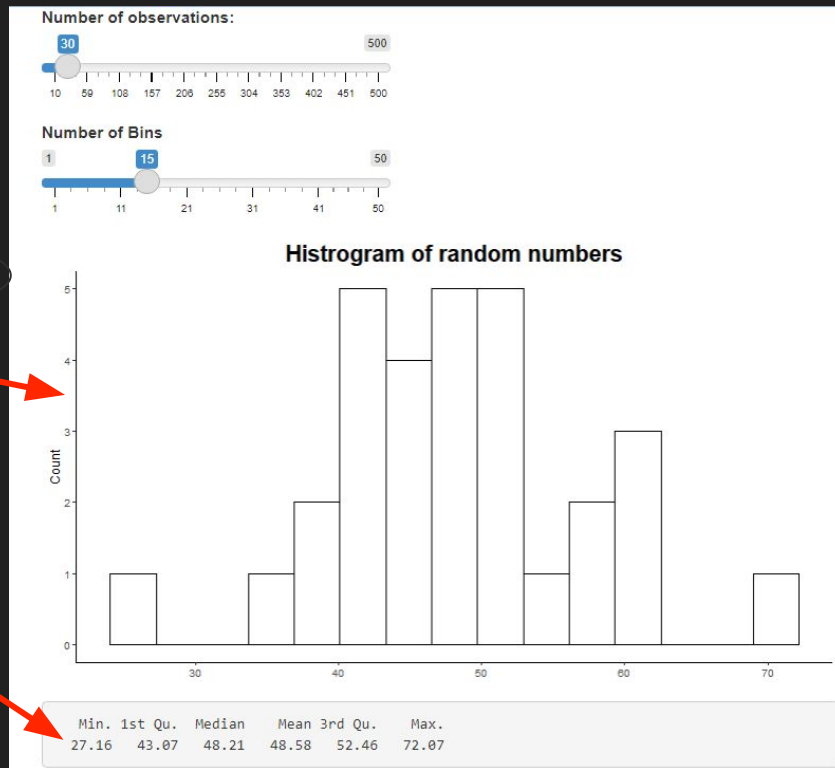 Number of observations:
30 500
10 59 108 157 206 255 304 353 402 451 500
Number of Bins
1 15 50
1 11 21 31 41 50
Histrogram of random numbers
5
4
3
Count
2
1
0
30 40 50 60 70
Min. 1st Qu. Median Mean 3rd Qu. Max.
27.16 43.07 48.21 48.58 52.46 72.07